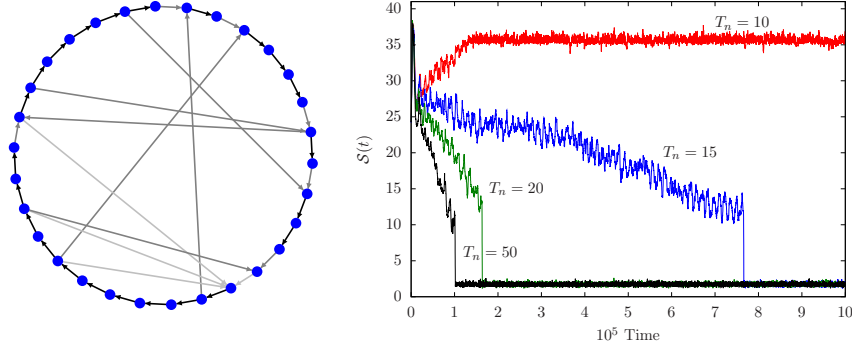 40
35
30
25
20
15
10
5
0
S(t)
T_n = 10
T_n = 15
T_n = 20
T_n = 50
0 1 2 3 4 5 6 7 8 9 10
10^5 Time